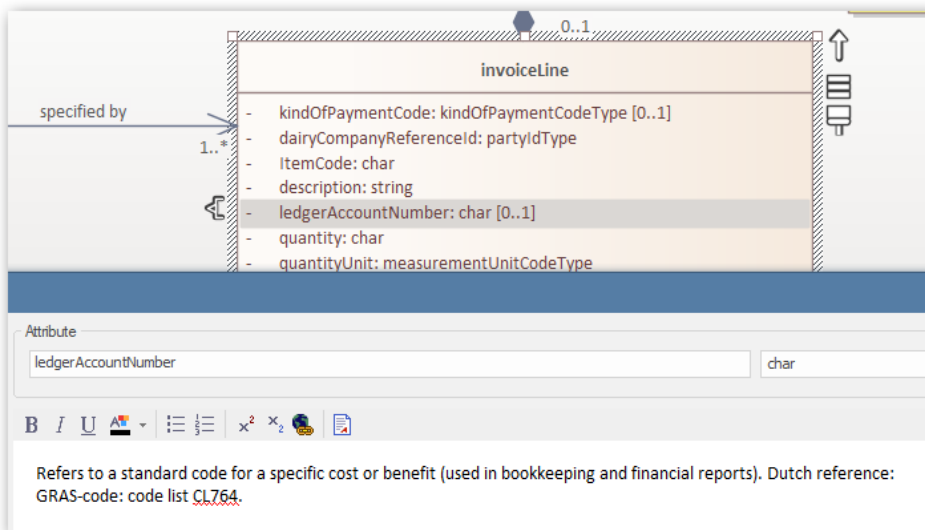 0..1
invoiceLine
specified by
1..*
- kindOfPaymentCode: kindOfPaymentCodeType [0..1]
- dairyCompanyReferenceId: partyIdType
- ItemCode: char
- description: string
- ledgerAccountNumber: char [0..1]
- quantity: char
- quantityUnit: measurementUnitCodeType
Attribute
ledgerAccountNumber char
B I U A x² x₂
Refers to a standard code for a specific cost or benefit (used in bookkeeping and financial reports). Dutch reference:
GRAS-code: code list CL764.